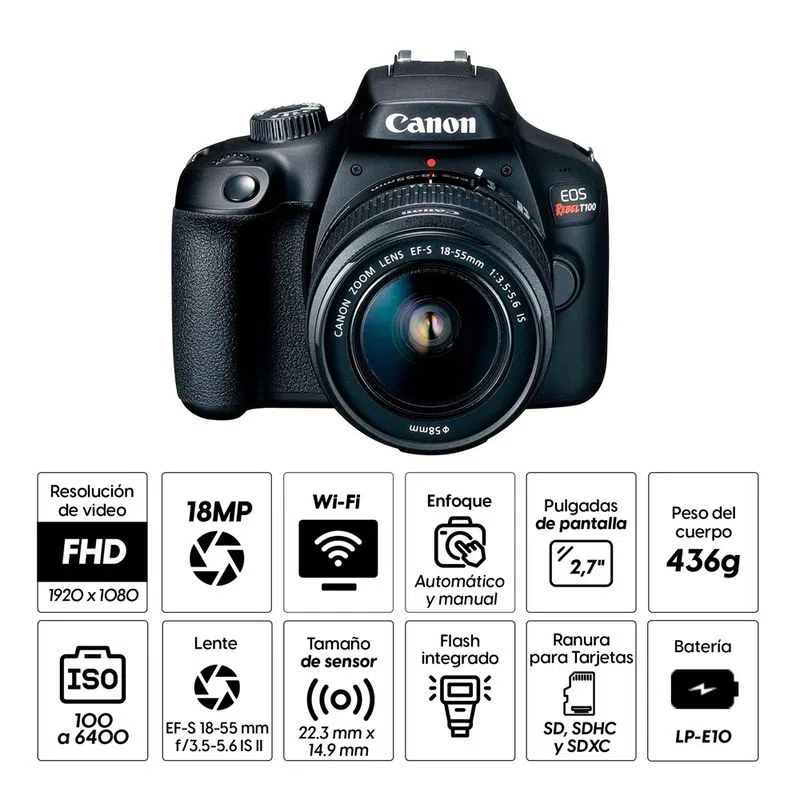 Canon
EOS
REBEL T100
Canon
CANON ZOOM LENS EF-S 18-55mm 1:3.5-5.6 IS
Φ58mm
Resolución
de video
FHD
1920 x 1080
18MP
Wi-Fi
Enfoque
Automático
y manual
Pulgadas
de pantalla
2,7"
Peso del
cuerpo
436g
ISO
100
a 6400
Lente
EF-S 18-55 mm
f/3.5-5.6 IS II
Tamaño
de sensor
22.3 mm x
14.9 mm
Flash
integrado
Ranura
para Tarjetas
SD, SDHC
y SDXC
Batería
LP-E10